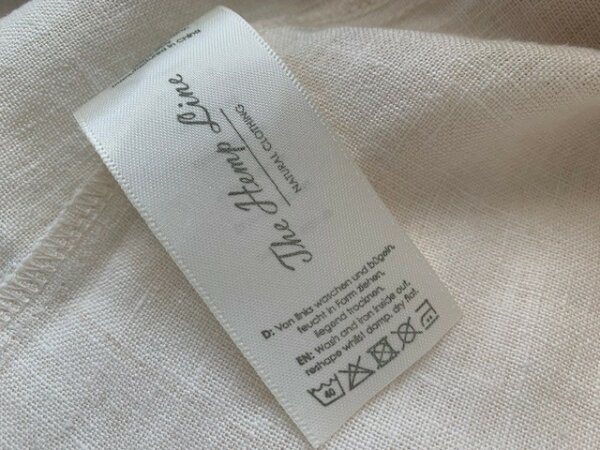 The Hemp Line
NATURAL CLOTHING
D: Von links waschen und bügeln,
feucht in Form ziehen,
liegend trocknen.
EN: Wash and iron inside out,
reshape whilst damp, dry flat.
40